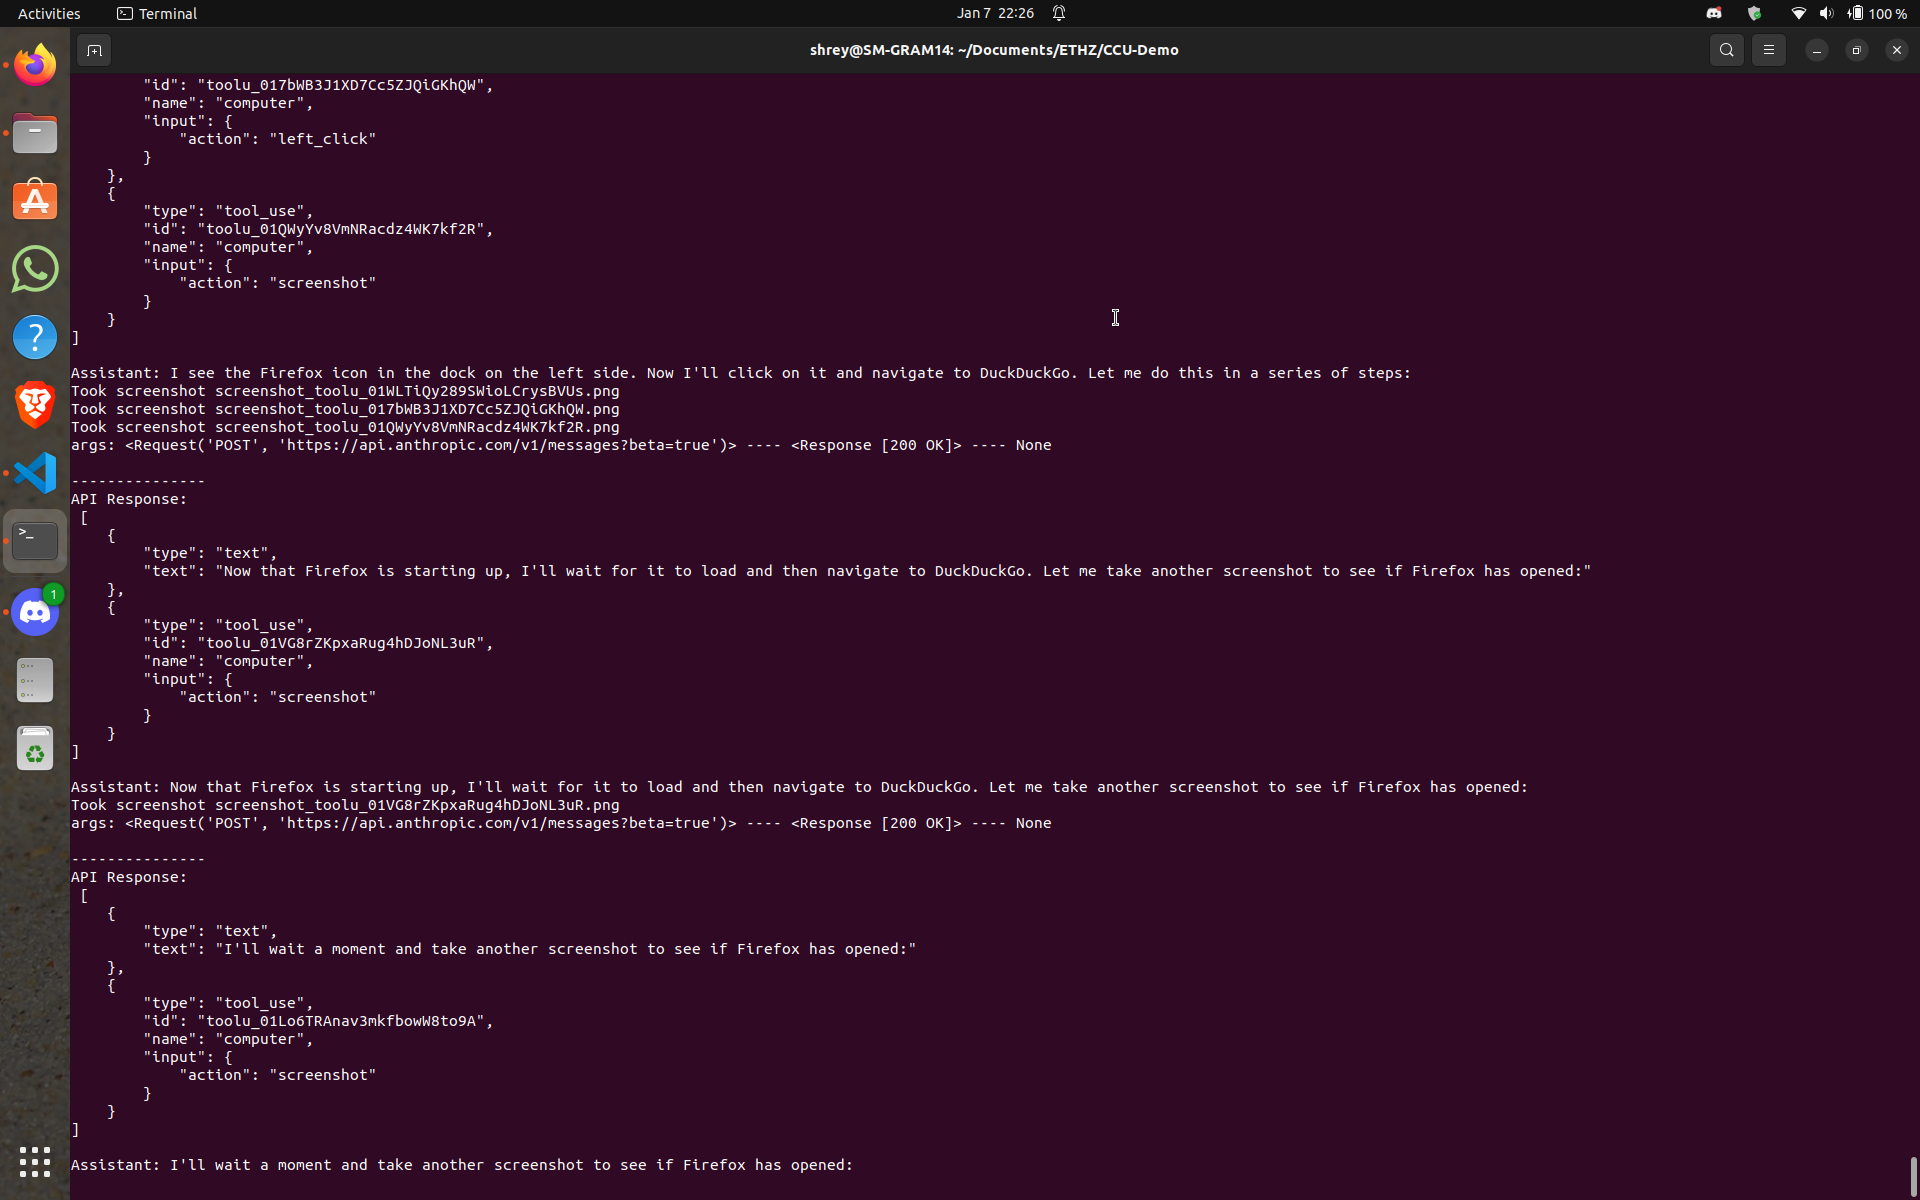 Activities
Terminal
Jan 7  22:26
100 %
shrey@SM-GRAM14: ~/Documents/ETHZ/CCU-Demo
        "id": "toolu_017bWB3J1XD7Cc5ZJQiGKhQW",
        "name": "computer",
        "input": {
            "action": "left_click"
        }
    },
    {
        "type": "tool_use",
        "id": "toolu_01QWyYv8VmNRacdz4WK7kf2R",
        "name": "computer",
        "input": {
            "action": "screenshot"
        }
    }
]
Assistant: I see the Firefox icon in the dock on the left side. Now I'll click on it and navigate to DuckDuckGo. Let me do this in a series of steps:
Took screenshot screenshot_toolu_01WLTiQy289SWioLCrysBVUs.png
Took screenshot screenshot_toolu_017bWB3J1XD7Cc5ZJQiGKhQW.png
Took screenshot screenshot_toolu_01QWyYv8VmNRacdz4WK7kf2R.png
args: <Request('POST', 'https://api.anthropic.com/v1/messages?beta=true')> ---- <Response [200 OK]> ---- None
---------------
API Response:
 [
    {
        "type": "text",
        "text": "Now that Firefox is starting up, I'll wait for it to load and then navigate to DuckDuckGo. Let me take another screenshot to see if Firefox has opened:"
    },
    {
        "type": "tool_use",
        "id": "toolu_01VG8rZKpxaRug4hDJoNL3uR",
        "name": "computer",
        "input": {
            "action": "screenshot"
        }
    }
]
Assistant: Now that Firefox is starting up, I'll wait for it to load and then navigate to DuckDuckGo. Let me take another screenshot to see if Firefox has opened:
Took screenshot screenshot_toolu_01VG8rZKpxaRug4hDJoNL3uR.png
args: <Request('POST', 'https://api.anthropic.com/v1/messages?beta=true')> ---- <Response [200 OK]> ---- None
---------------
API Response:
 [
    {
        "type": "text",
        "text": "I'll wait a moment and take another screenshot to see if Firefox has opened:"
    },
    {
        "type": "tool_use",
        "id": "toolu_01Lo6TRAnav3mkfbowW8to9A",
        "name": "computer",
        "input": {
            "action": "screenshot"
        }
    }
]
Assistant: I'll wait a moment and take another screenshot to see if Firefox has opened:
1